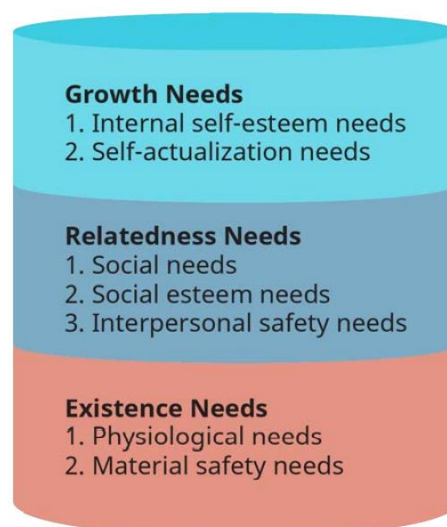 Growth Needs
1. Internal self-esteem needs
2. Self-actualization needs
Relatedness Needs
1. Social needs
2. Social esteem needs
3. Interpersonal safety needs
Existence Needs
1. Physiological needs
2. Material safety needs